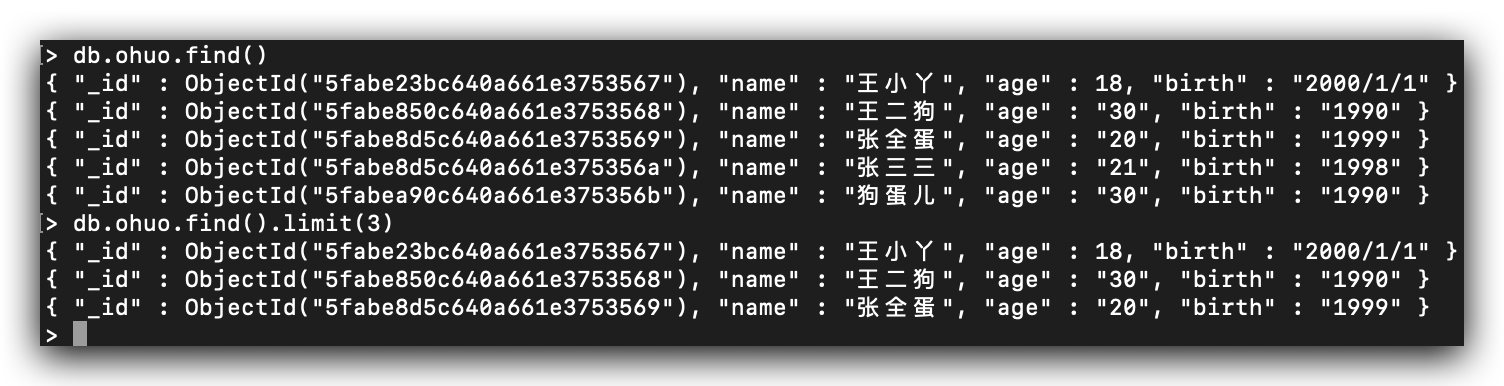 > db.ohuo.find()
{ "_id" : ObjectId("5fabe23bc640a661e3753567"), "name" : "王小丫", "age" : 18, "birth" : "2000/1/1" }
{ "_id" : ObjectId("5fabe850c640a661e3753568"), "name" : "王二狗", "age" : "30", "birth" : "1990" }
{ "_id" : ObjectId("5fabe8d5c640a661e3753569"), "name" : "张全蛋", "age" : "20", "birth" : "1999" }
{ "_id" : ObjectId("5fabe8d5c640a661e375356a"), "name" : "张三三", "age" : "21", "birth" : "1998" }
{ "_id" : ObjectId("5fabea90c640a661e375356b"), "name" : "狗蛋儿", "age" : "30", "birth" : "1990" }
> db.ohuo.find().limit(3)
{ "_id" : ObjectId("5fabe23bc640a661e3753567"), "name" : "王小丫", "age" : 18, "birth" : "2000/1/1" }
{ "_id" : ObjectId("5fabe850c640a661e3753568"), "name" : "王二狗", "age" : "30", "birth" : "1990" }
{ "_id" : ObjectId("5fabe8d5c640a661e3753569"), "name" : "张全蛋", "age" : "20", "birth" : "1999" }
>